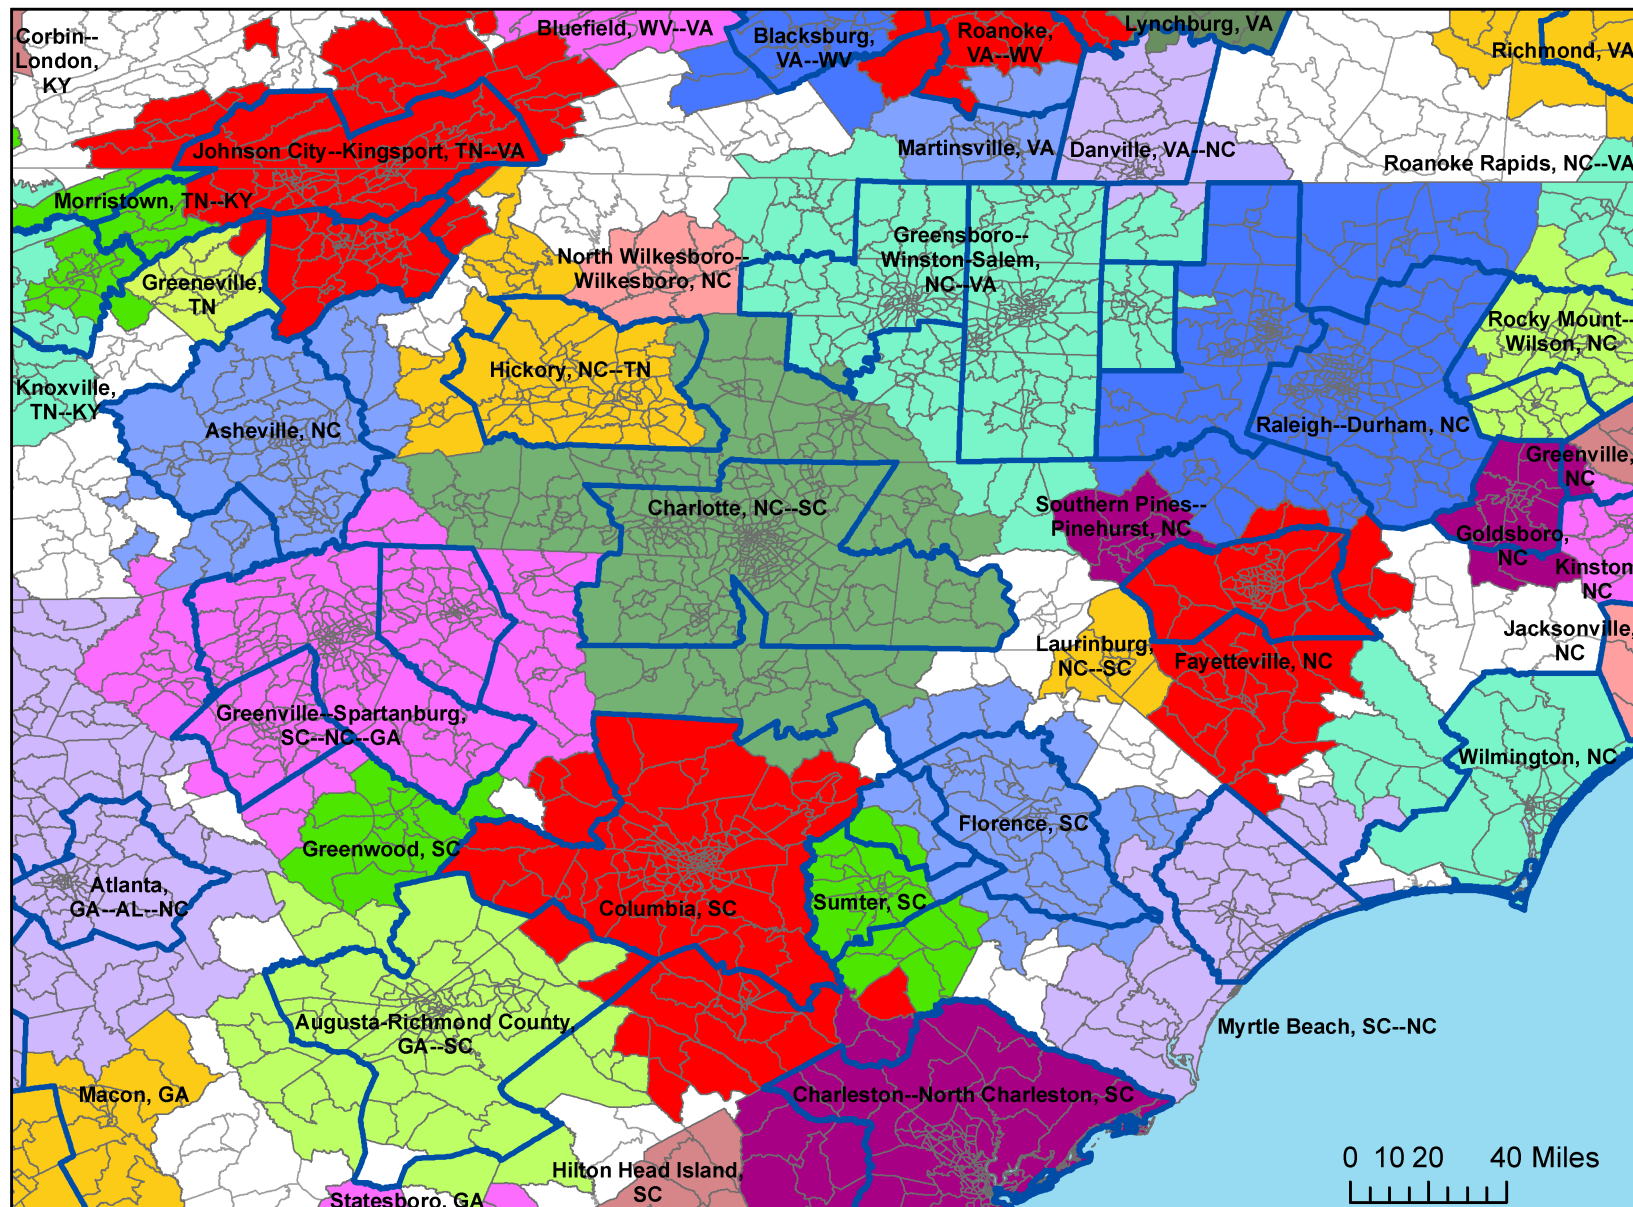 Corbin--
London,
KY
Bluefield, WV--VA
Blacksburg,
VA--WV
Roanoke,
VA--WV
Lynchburg, VA
Richmond, VA
Johnson City--Kingsport, TN--VA
Martinsville, VA
Danville, VA--NC
Roanoke Rapids, NC--VA
Morristown, TN--KY
Greeneville,
TN
North Wilkesboro--
Wilkesboro, NC
Greensboro--
Winston-Salem,
NC--VA
Rocky Mount--
Wilson, NC
Knoxville,
TN--KY
Hickory, NC--TN
Asheville, NC
Raleigh--Durham, NC
Greenville,
NC
Charlotte, NC--SC
Southern Pines--
Pinehurst, NC
Goldsboro,
NC
Kinston
NC
Laurinburg,
NC--SC
Fayetteville, NC
Jacksonville,
NC
Greenville--Spartanburg,
SC--NC--GA
Wilmington, NC
Florence, SC
Greenwood, SC
Atlanta,
GA--AL--NC
Columbia, SC
Sumter, SC
Augusta-Richmond County,
GA--SC
Myrtle Beach, SC--NC
Macon, GA
Charleston--North Charleston, SC
Hilton Head Island,
SC
Statesboro, GA
0 10 20 40 Miles